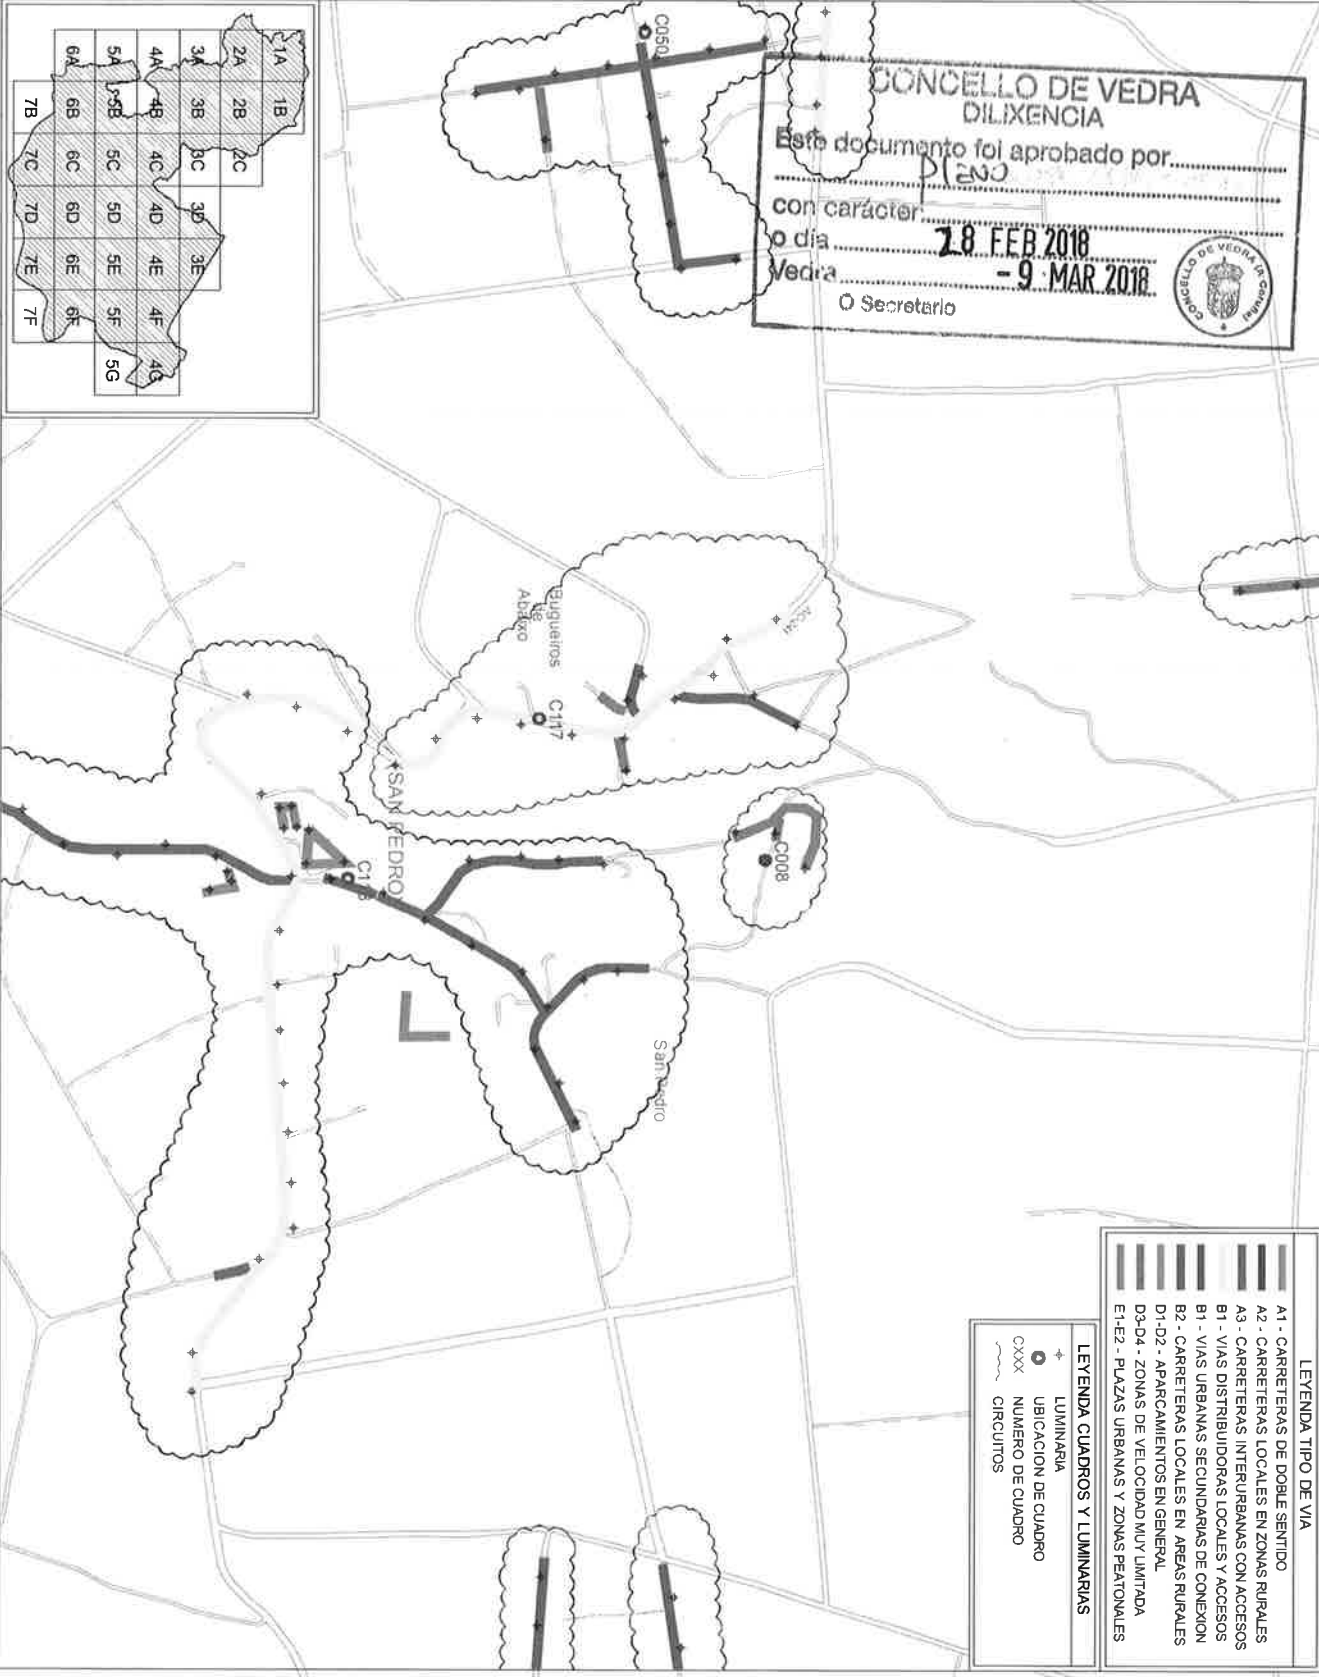 CONCELLO DE VEDRA
DILIXENCIA
Este documento foi aprobado por
PLENO
con carácter
o día 28 FEB 2018
Vedra - 9 MAR 2018
O Secretario
CONCELLO DE VEDRA (A Coruña)
1A 1B
2A 2B 2C
3A 3B 3C 3D 3E
4A 4B 4C 4D 4E 4F 4G
5A 5B 5C 5D 5E 5F 5G
6A 6B 6C 6D 6E 6F
7B 7C 7D 7E 7F
C050
Bugueiros
de
Abaixo
C117
SAN PEDRO
C008
San Pedro
LEYENDA TIPO DE VIA
A1 - CARRETERAS DE DOBLE SENTIDO
A2 - CARRETERAS LOCALES EN ZONAS RURALES
A3 - CARRETERAS INTERURBANAS CON ACCESOS
B1 - VIAS DISTRIBUIDORAS LOCALES Y ACCESOS
B1 - VIAS URBANAS SECUNDARIAS DE CONEXION
B2 - CARRETERAS LOCALES EN AREAS RURALES
D1-D2 - APARCAMIENTOS EN GENERAL
D3-D4 - ZONAS DE VELOCIDAD MUY LIMITADA
E1-E2 - PLAZAS URBANAS Y ZONAS PEATONALES
LEYENDA CUADROS Y LUMINARIAS
LUMINARIA
UBICACION DE CUADRO
CXXX NUMERO DE CUADRO
CIRCUITOS